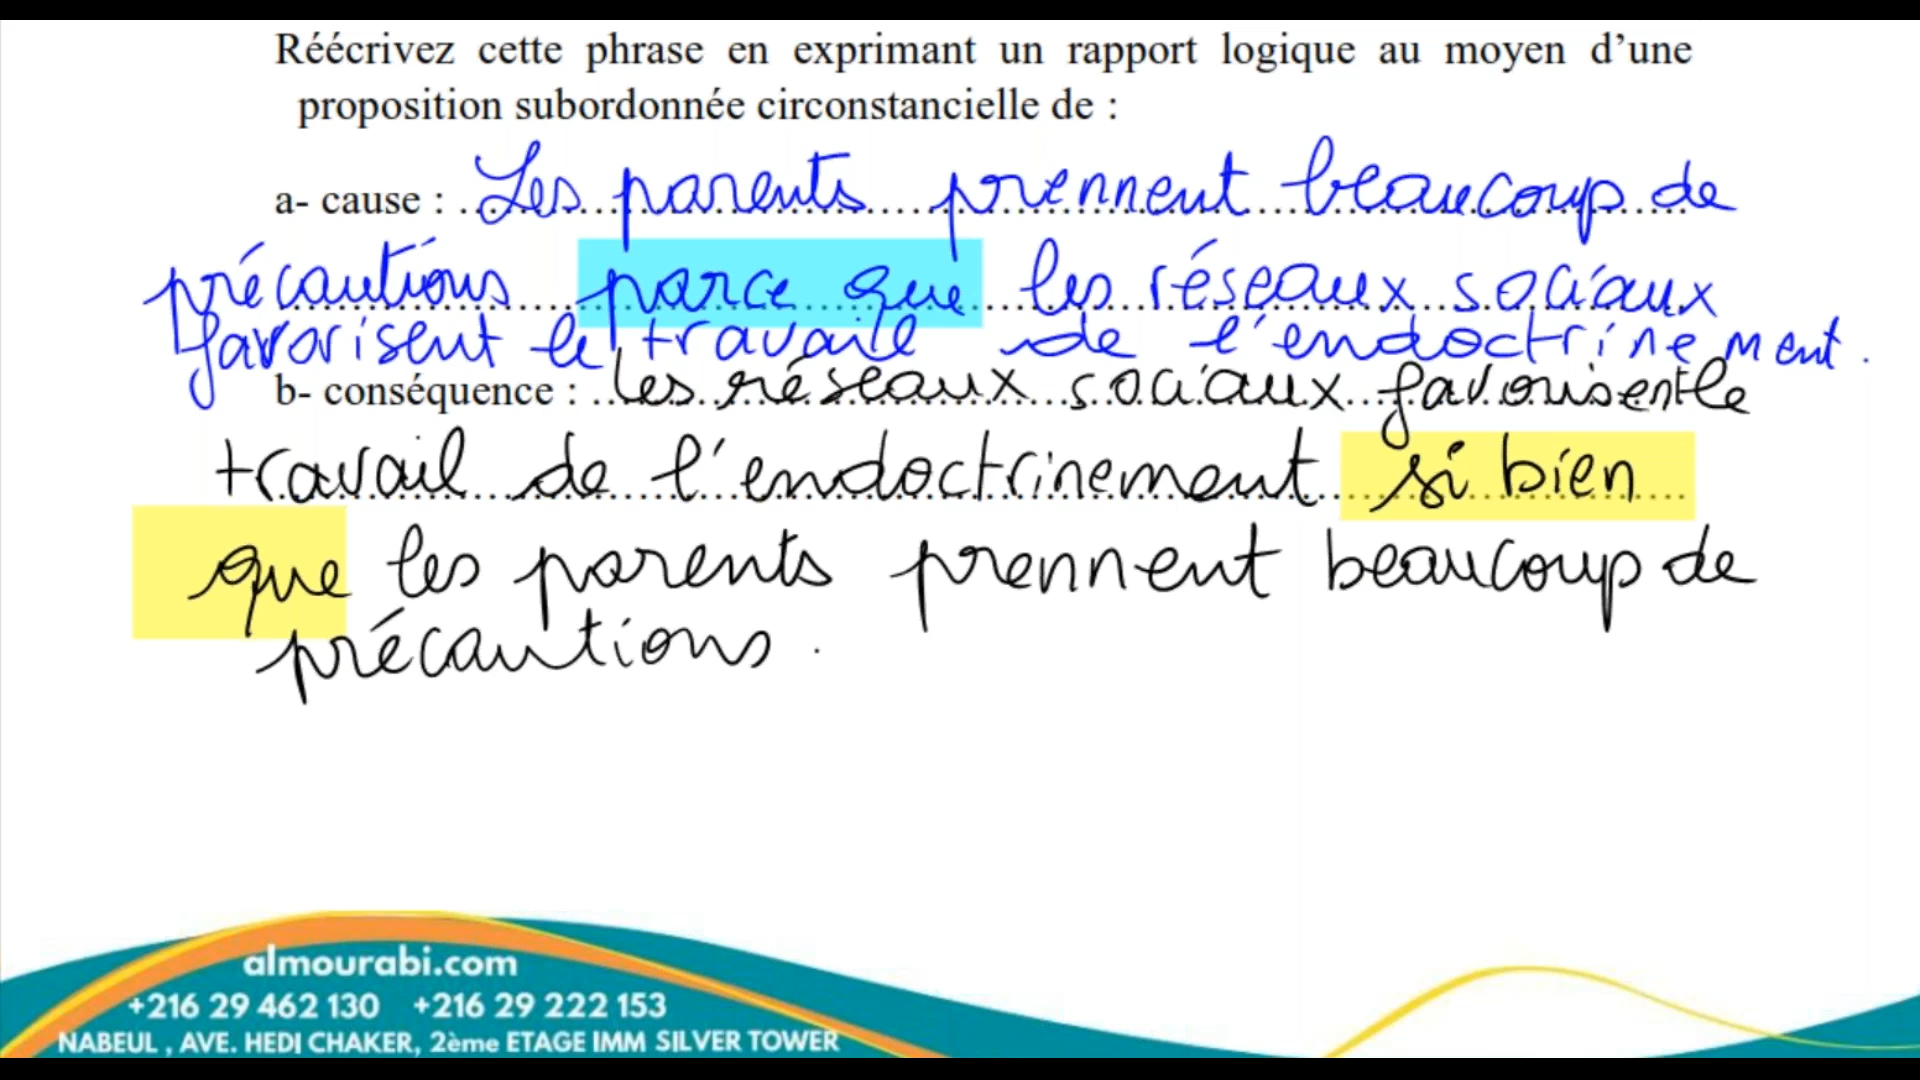 Réécrivez cette phrase en exprimant un rapport logique au moyen d'une
proposition subordonnée circonstancielle de :
a- cause : Les parents prennent beaucoup de
précautions parce que les réseaux sociaux
favorisent le travail de l'endoctrinement.
b- conséquence : les réseaux sociaux favorisent le
travail de l'endoctrinement si bien
que les parents prennent beaucoup de
précautions.
almourabi.com
+216 29 462 130 +216 29 222 153
NABEUL , AVE. HEDI CHAKER, 2ème ETAGE IMM SILVER TOWER